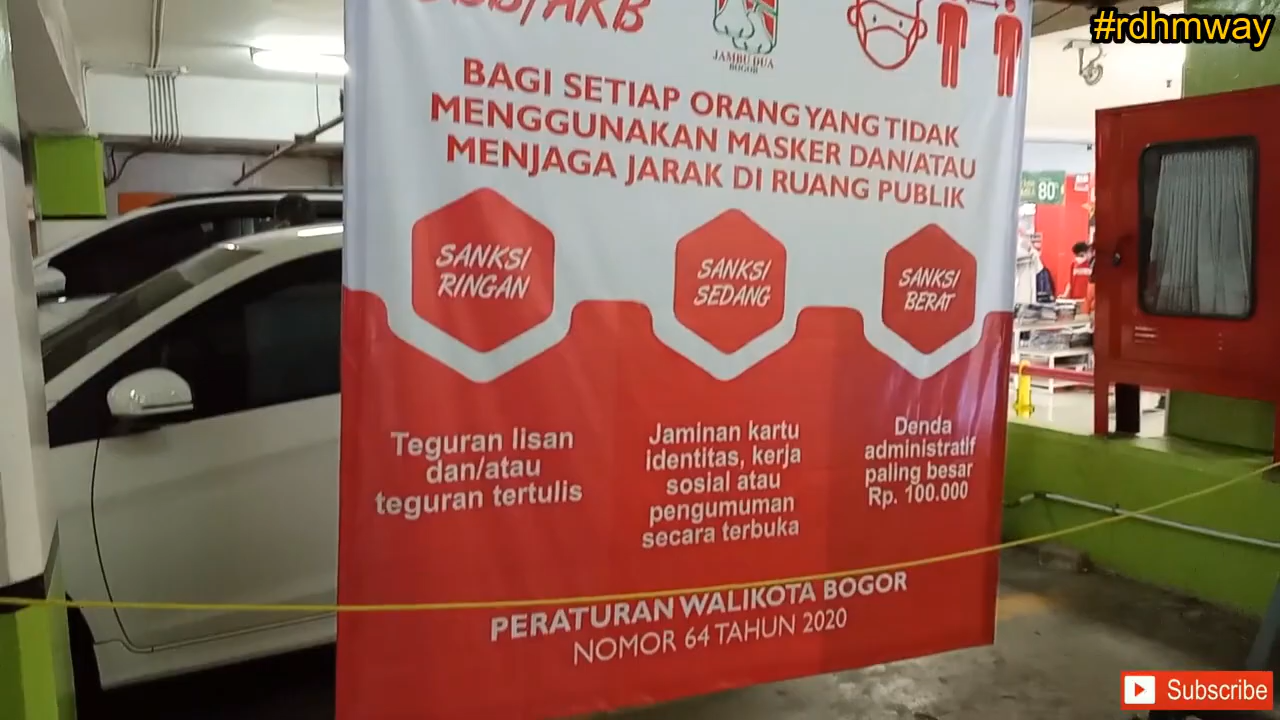 #rdhmway
JAMBU DUA
BOGOR
BAGI SETIAP ORANG YANG TIDAK
MENGGUNAKAN MASKER DAN/ATAU
MENJAGA JARAK DI RUANG PUBLIK
80%
SANKSI
RINGAN
SANKSI
SEDANG
SANKSI
BERAT
Teguran lisan
dan/atau
teguran tertulis
Jaminan kartu
identitas, kerja
sosial atau
pengumuman
secara terbuka
Denda
administratif
paling besar
Rp. 100.000
PERATURAN WALIKOTA BOGOR
NOMOR 64 TAHUN 2020
Subscribe